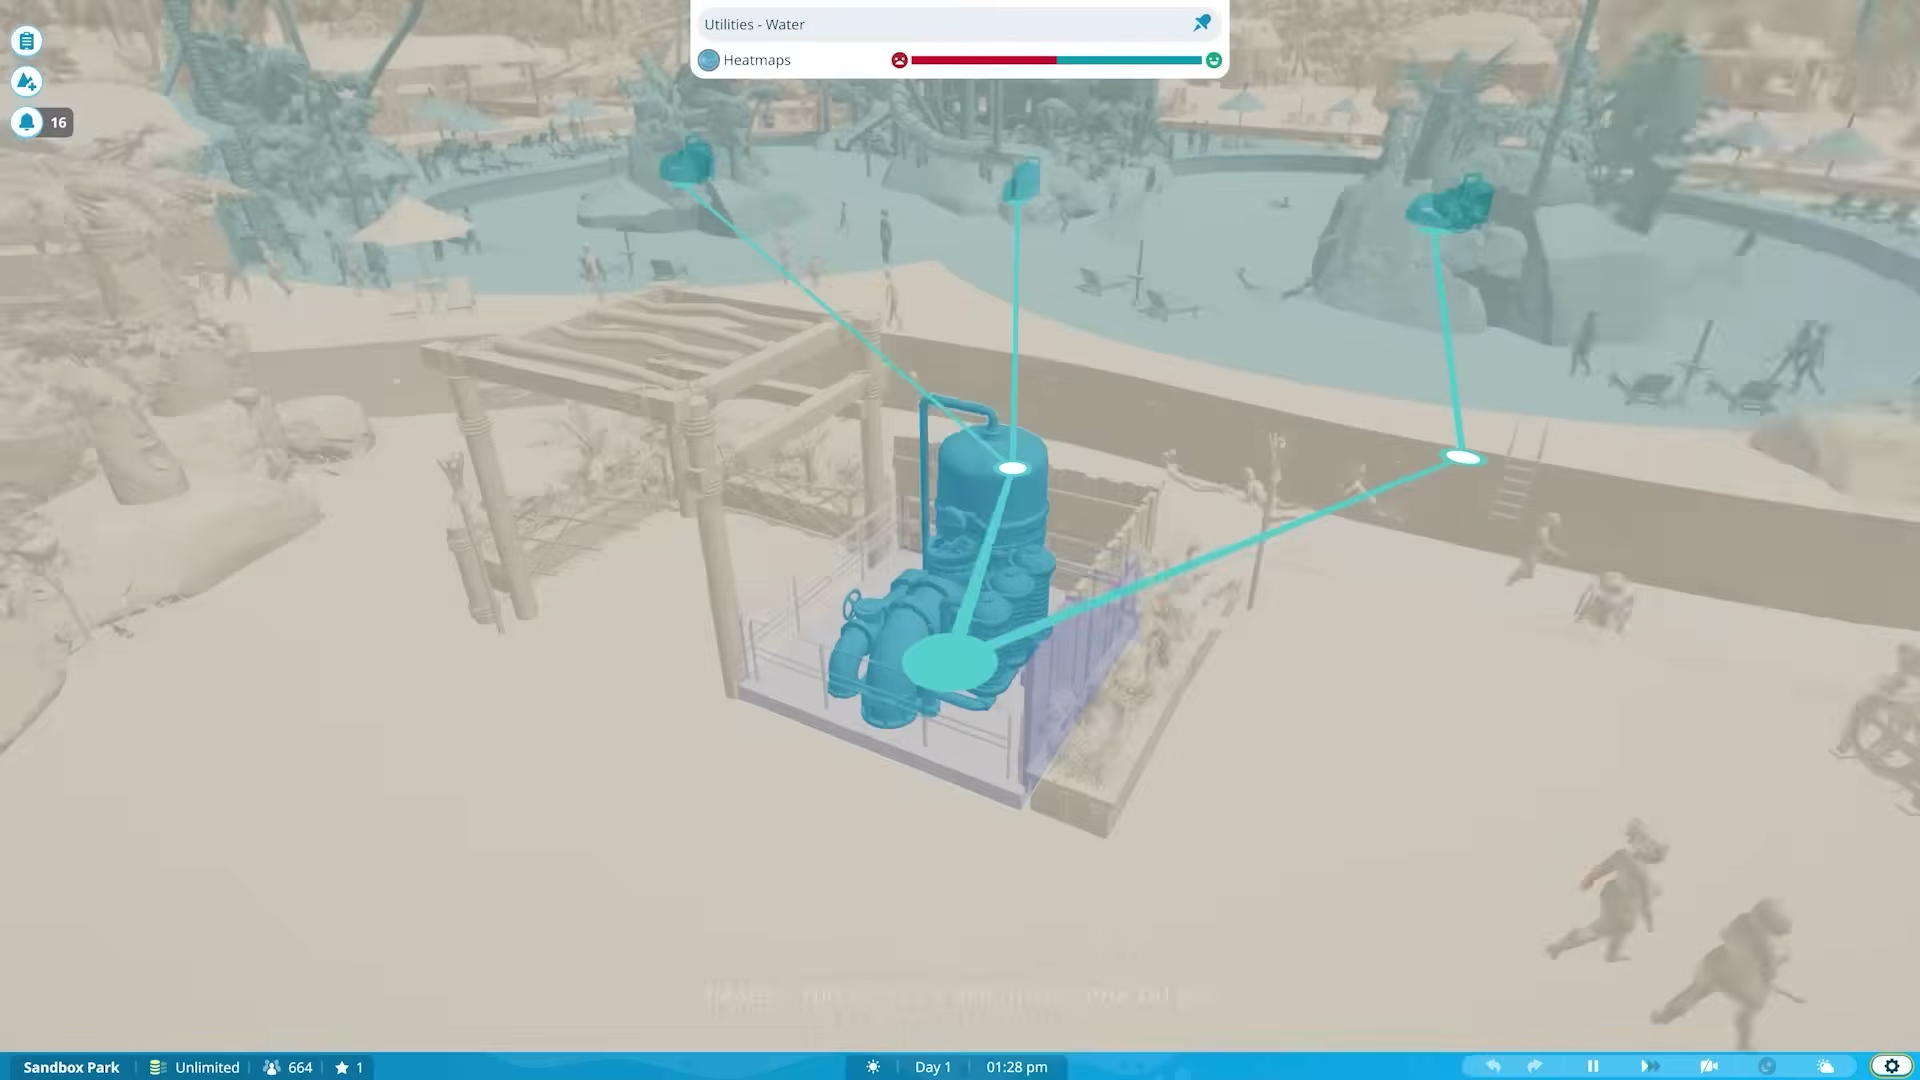 Utilities - Water
Heatmaps
16
Sandbox Park
Unlimited
664
1
Day 1
01:28 pm